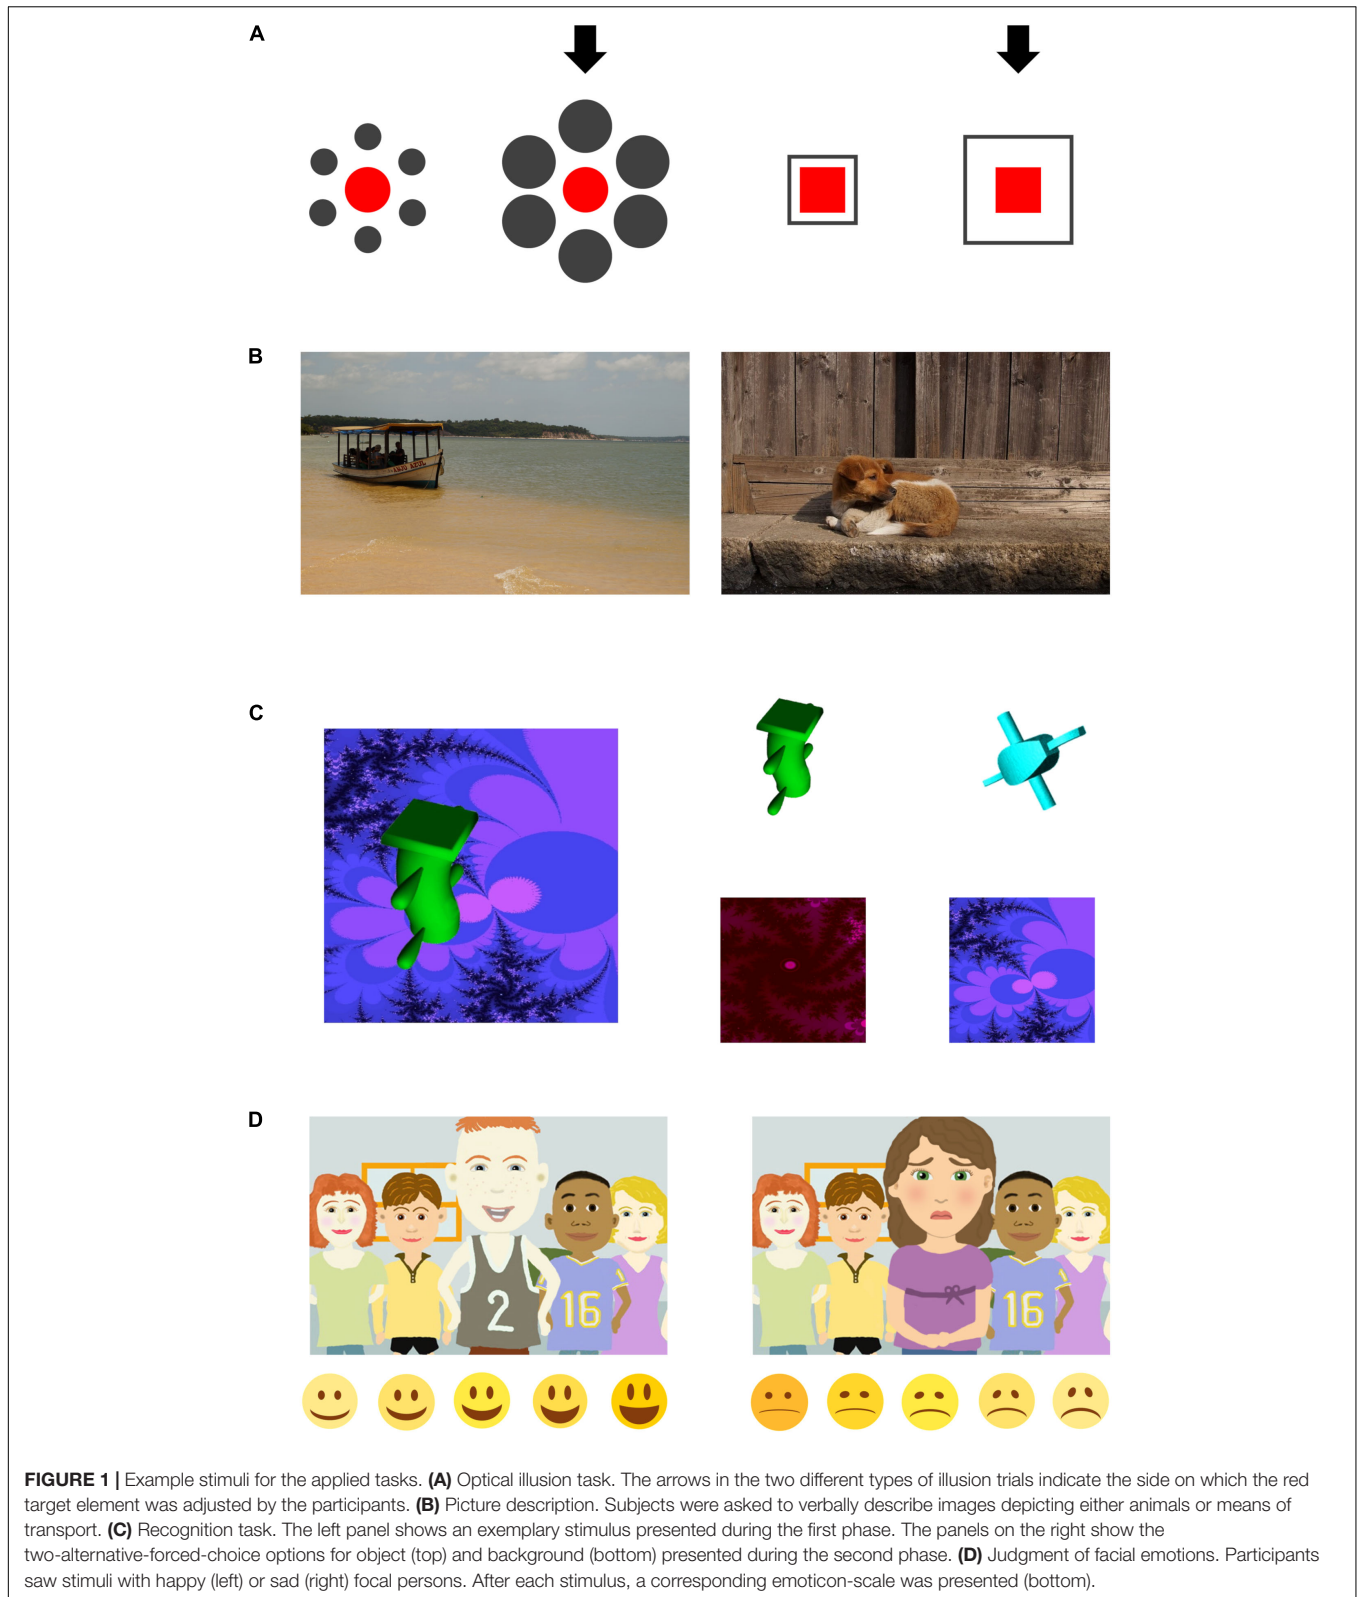 A
B
ANJO AZUL
C
D
2
16
16
FIGURE 1 | Example stimuli for the applied tasks. (A) Optical illusion task. The arrows in the two different types of illusion trials indicate the side on which the red
target element was adjusted by the participants. (B) Picture description. Subjects were asked to verbally describe images depicting either animals or means of
transport. (C) Recognition task. The left panel shows an exemplary stimulus presented during the first phase. The panels on the right show the
two-alternative-forced-choice options for object (top) and background (bottom) presented during the second phase. (D) Judgment of facial emotions. Participants
saw stimuli with happy (left) or sad (right) focal persons. After each stimulus, a corresponding emoticon-scale was presented (bottom).